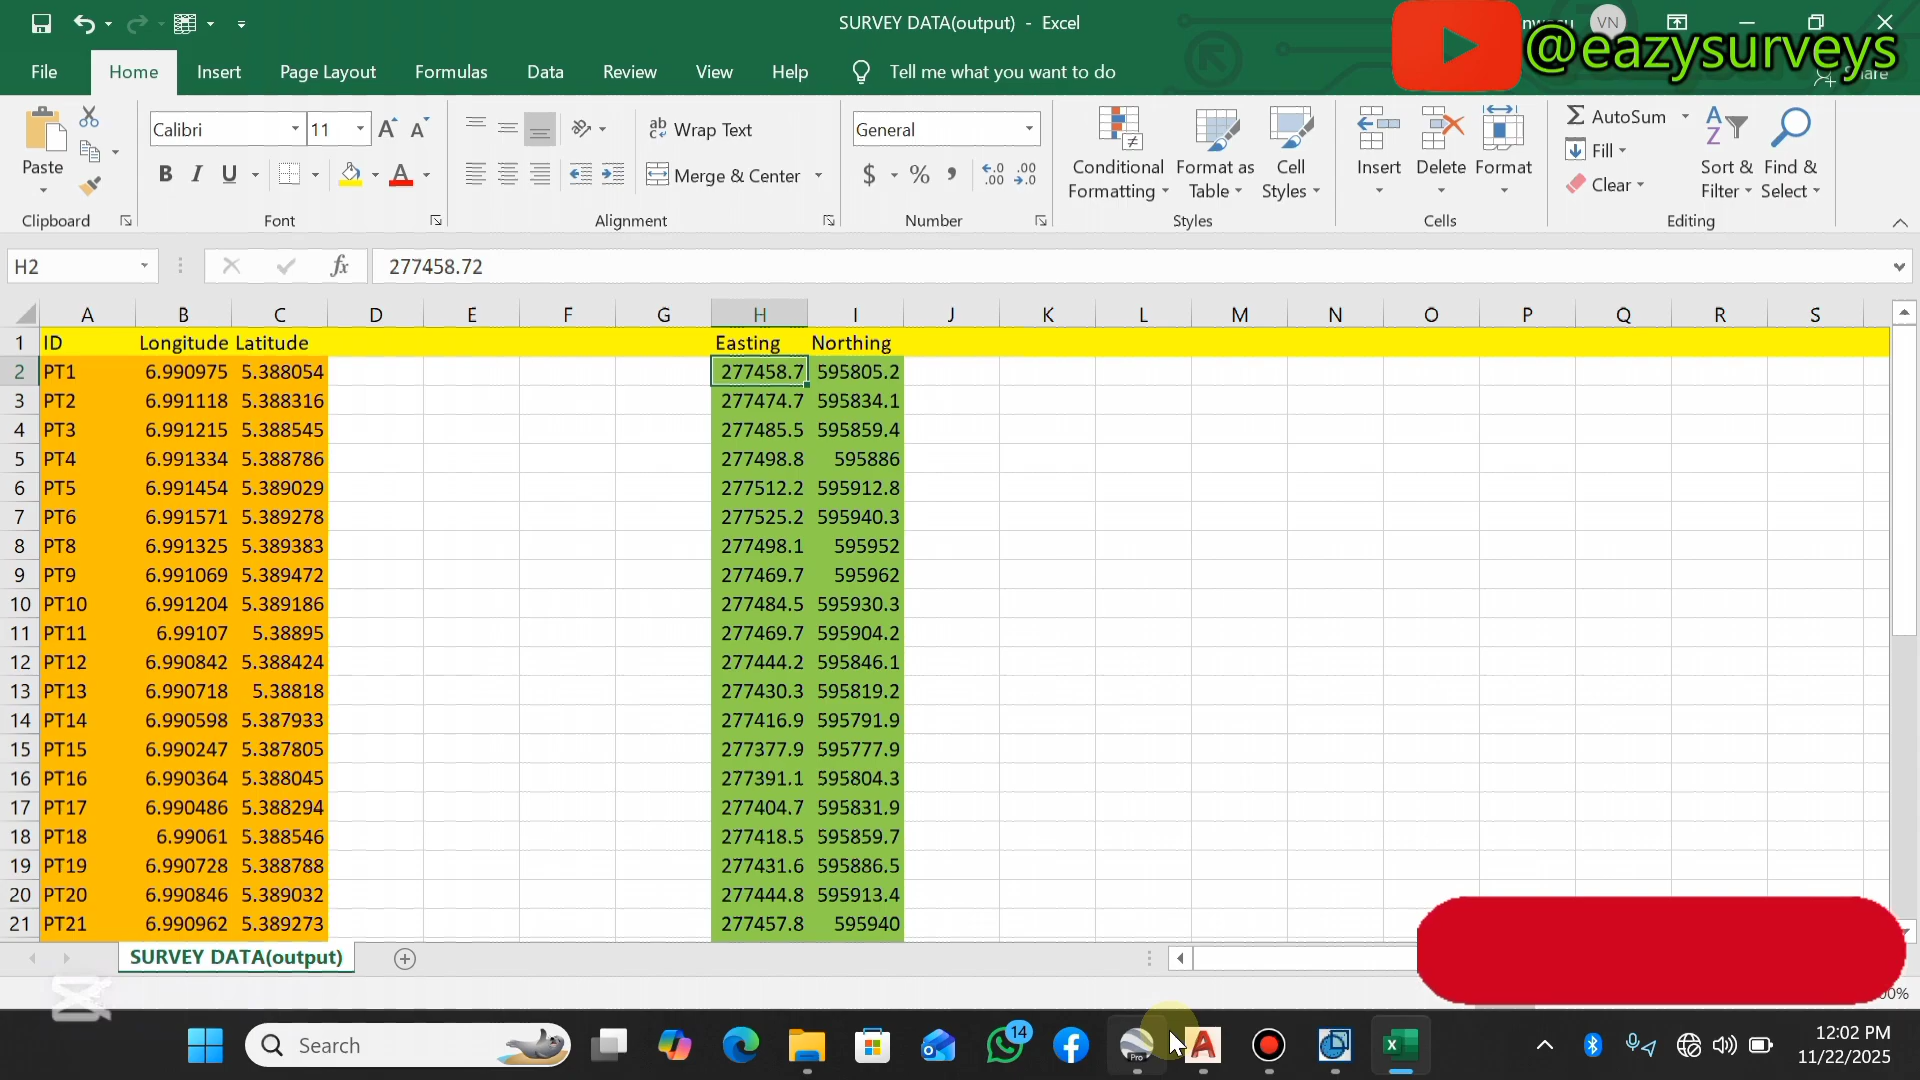 SURVEY DATA(output) - Excel
VN
@eazysurveys
File Home Insert Page Layout Formulas Data Review View Help Tell me what you want to do
Paste
Clipboard
Calibri 11
B I U
Font
Wrap Text
Merge & Center
Alignment
General
$ % ,
Number
Conditional Formatting
Format as Table
Cell Styles
Styles
Insert Delete Format
Cells
AutoSum
Fill
Clear
Sort & Filter
Find & Select
Editing
H2 fx 277458.72
A B C D E F G H I J K L M N O P Q R S
1 ID Longitude Latitude Easting Northing
2 PT1 6.990975 5.388054 277458.7 595805.2
3 PT2 6.991118 5.388316 277474.7 595834.1
4 PT3 6.991215 5.388545 277485.5 595859.4
5 PT4 6.991334 5.388786 277498.8 595886
6 PT5 6.991454 5.389029 277512.2 595912.8
7 PT6 6.991571 5.389278 277525.2 595940.3
8 PT8 6.991325 5.389383 277498.1 595952
9 PT9 6.991069 5.389472 277469.7 595962
10 PT10 6.991204 5.389186 277484.5 595930.3
11 PT11 6.99107 5.38895 277469.7 595904.2
12 PT12 6.990842 5.388424 277444.2 595846.1
13 PT13 6.990718 5.38818 277430.3 595819.2
14 PT14 6.990598 5.387933 277416.9 595791.9
15 PT15 6.990247 5.387805 277377.9 595777.9
16 PT16 6.990364 5.388045 277391.1 595804.3
17 PT17 6.990486 5.388294 277404.7 595831.9
18 PT18 6.99061 5.388546 277418.5 595859.7
19 PT19 6.990728 5.388788 277431.6 595886.5
20 PT20 6.990846 5.389032 277444.8 595913.4
21 PT21 6.990962 5.389273 277457.8 595940
SURVEY DATA(output)
Search
14
Pro
12:02 PM
11/22/2025